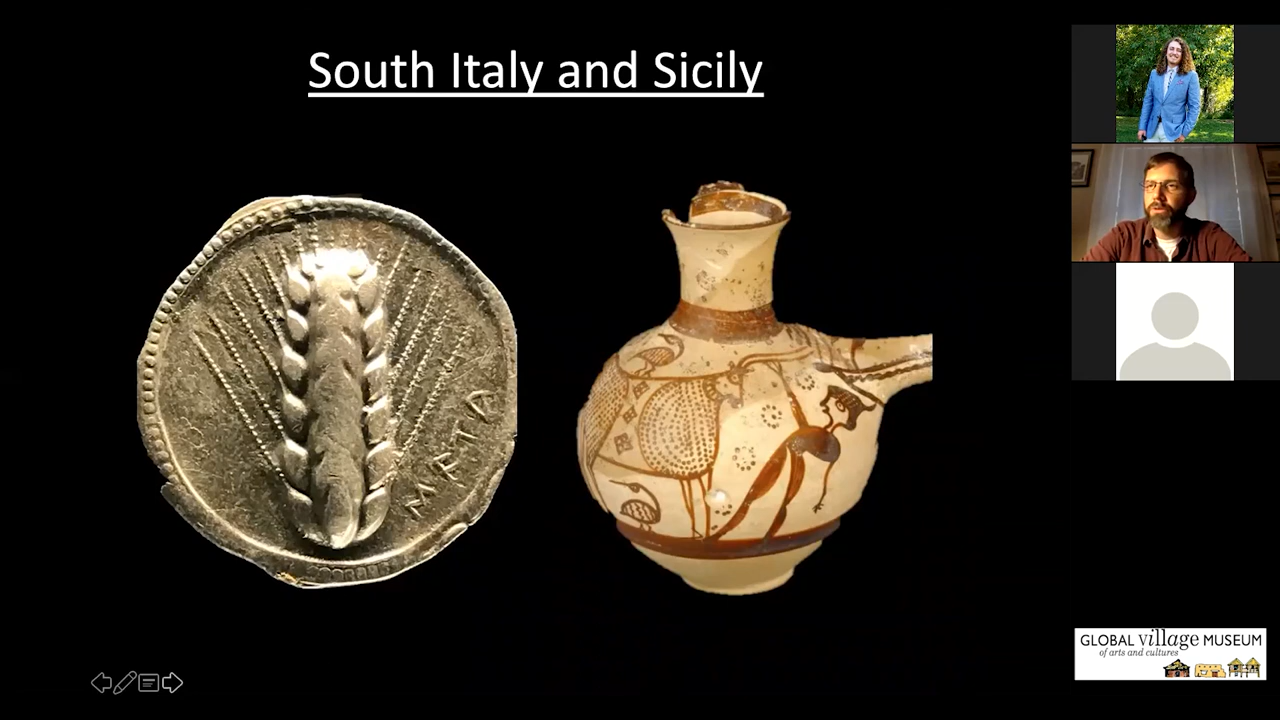 South Italy and Sicily
META
GLOBAL village MUSEUM
of arts and cultures